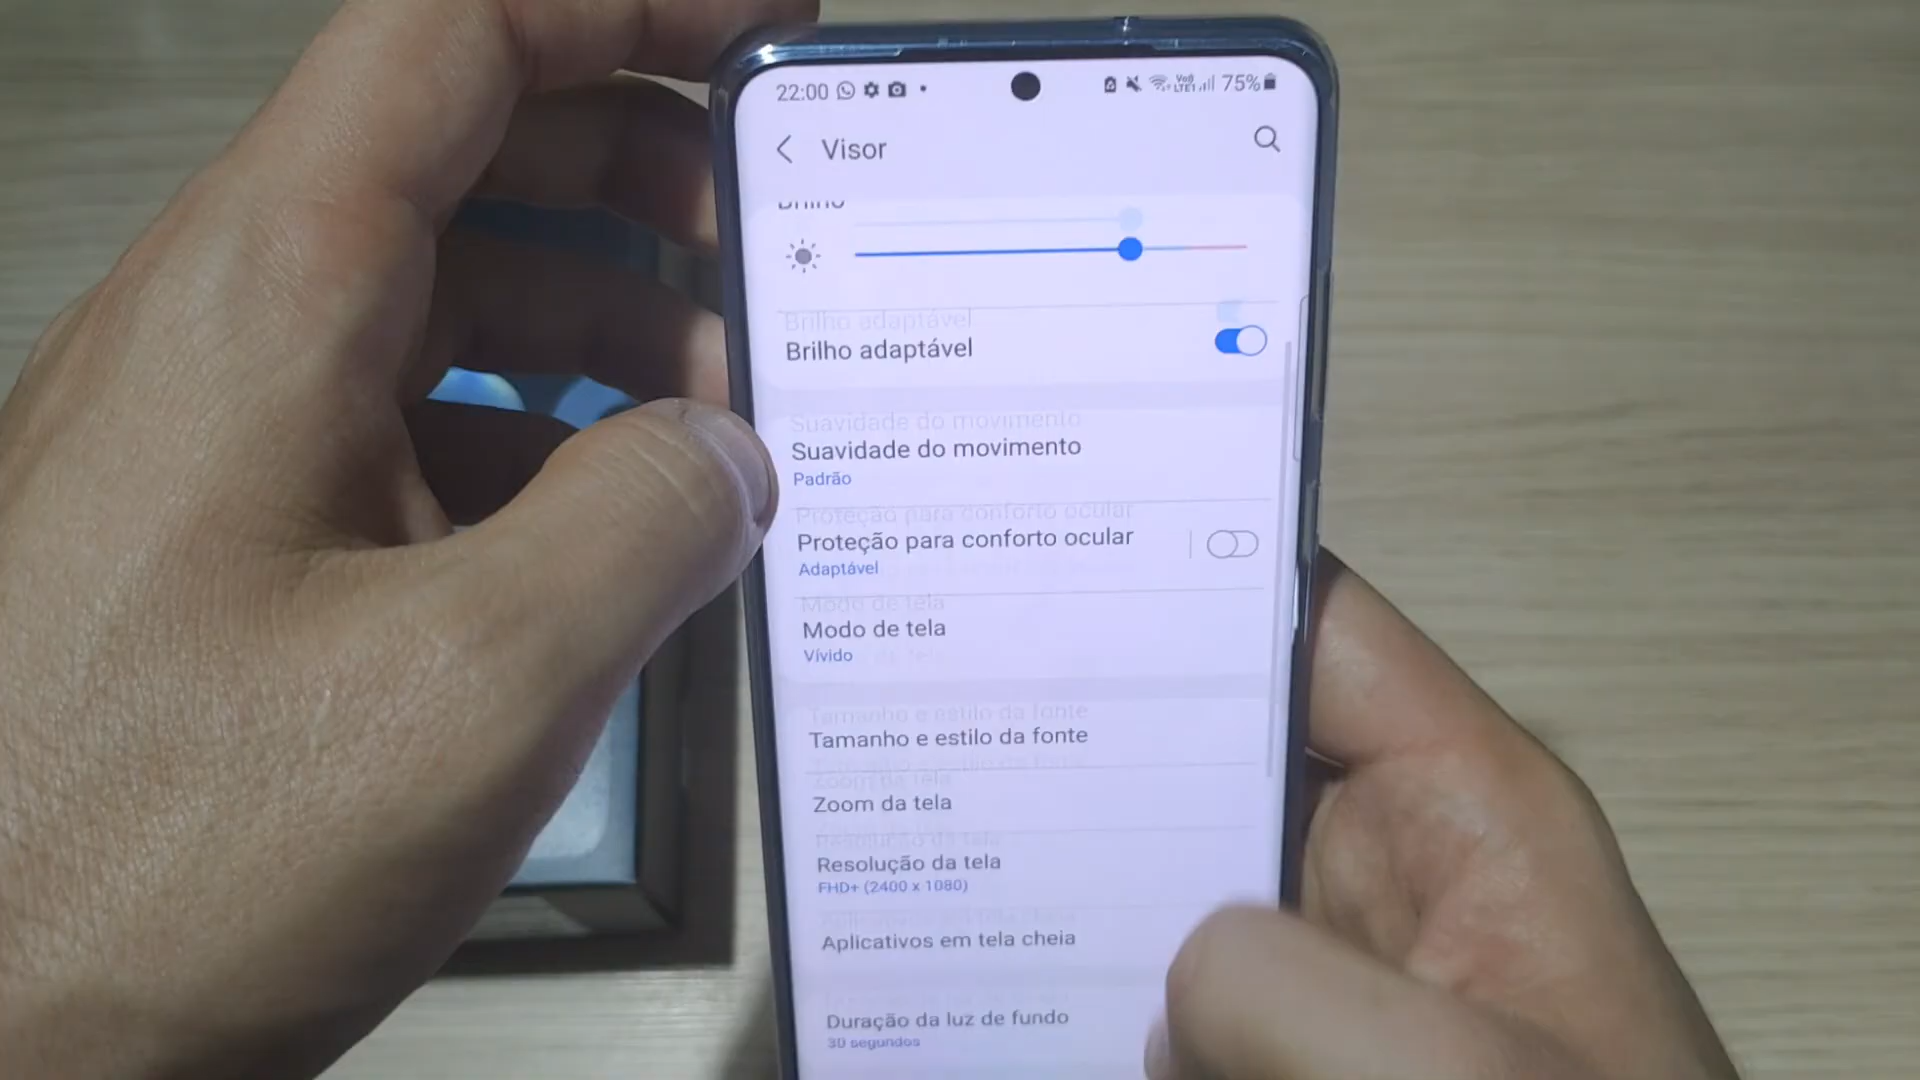 22:00 75%
Visor
Brilho
Brilho adaptável
Suavidade do movimento
Padrão
Proteção para conforto ocular
Adaptável
Modo de tela
Vívido
Tamanho e estilo da fonte
Zoom da tela
Resolução da tela
FHD+ (2400 x 1080)
Aplicativos em tela cheia
Duração da luz de fundo
30 segundos